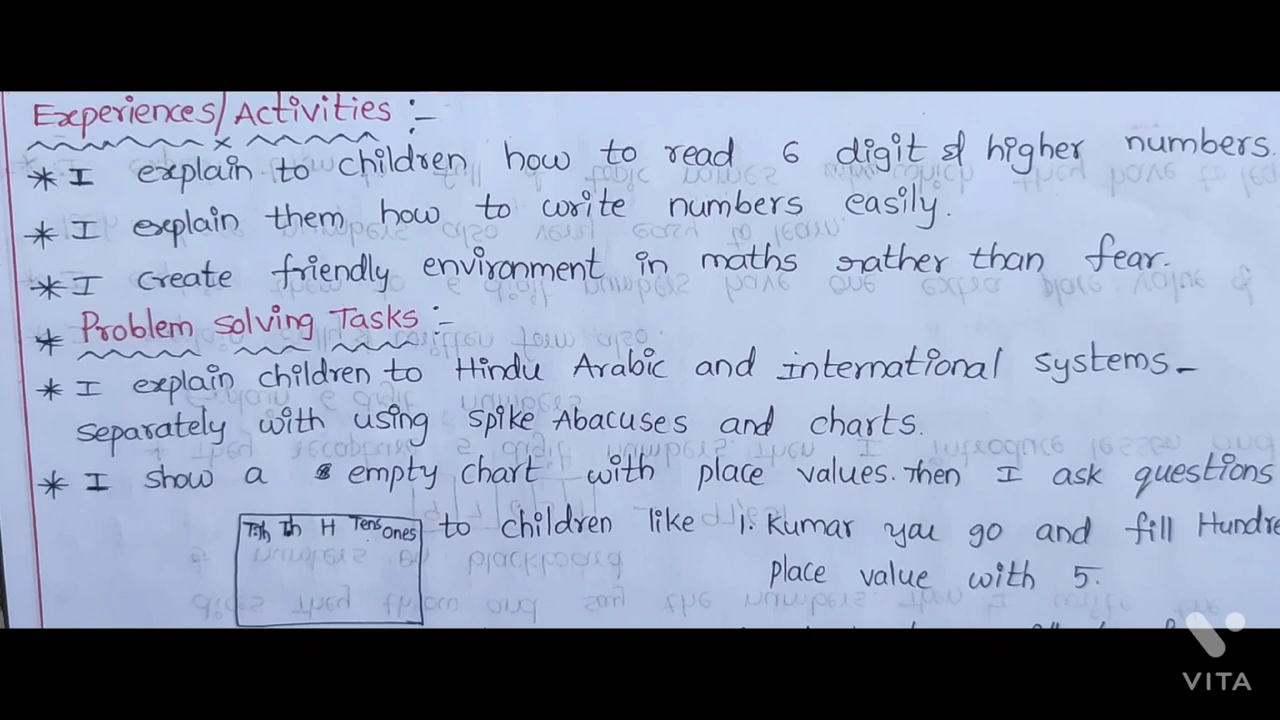 Experiences/Activities :-
* I explain to children how to read 6 digit & higher numbers.
* I explain them how to write numbers easily.
* I create friendly environment in maths rather than fear.
* Problem solving Tasks :-
* I explain children to Hindu Arabic and international systems-
separately with using Spike Abacuses and charts.
* I show a empty chart with place values. Then I ask questions
T.Th Th H Tens Ones to children like 1. Kumar you go and fill Hundre
place value with 5.
VITA